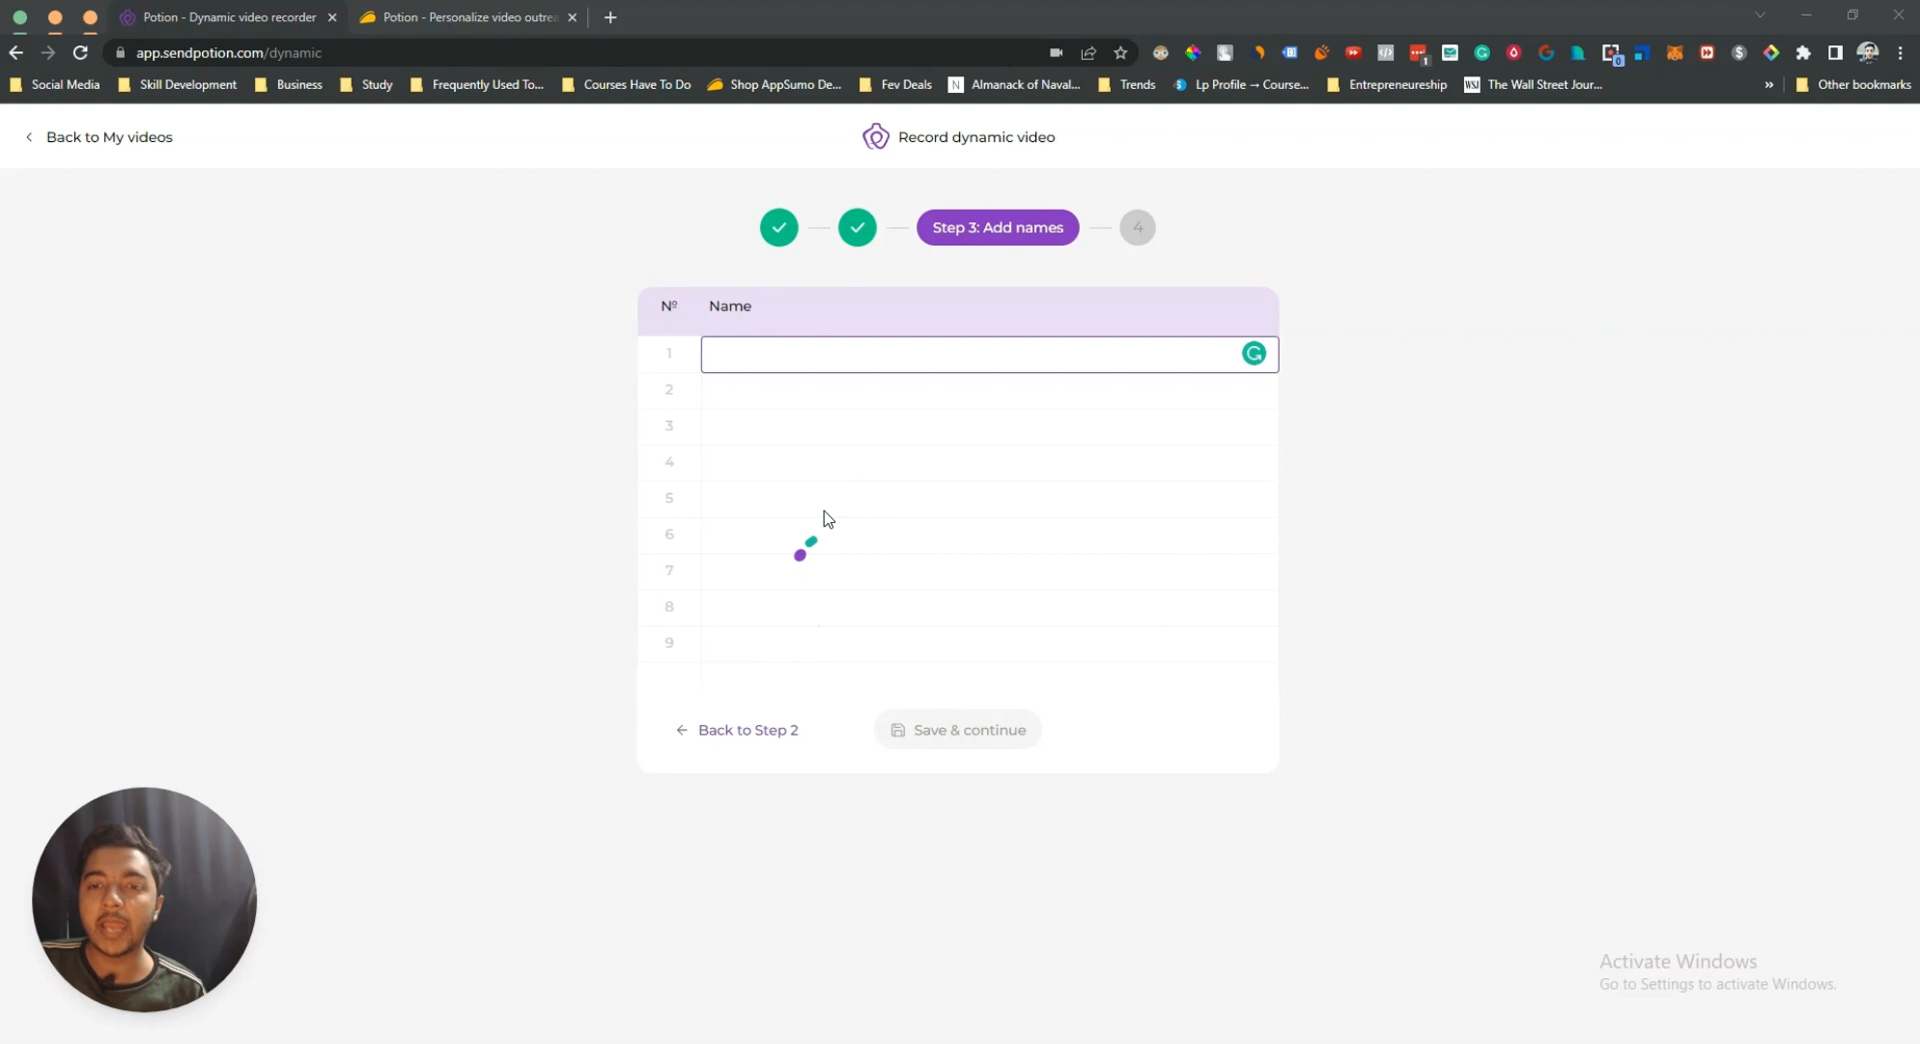 Potion - Dynamic video recorder
Potion - Personalize video outrea
app.sendpotion.com/dynamic
1
0
Social Media
Skill Development
Business
Study
Frequently Used To...
Courses Have To Do
Shop AppSumo De...
Fev Deals
N
Almanack of Naval...
Trends
Lp Profile → Course...
Entrepreneureship
WSJ
The Wall Street Jour...
»
Other bookmarks
Back to My videos
Record dynamic video
Step 3: Add names
4
Nº
Name
1
2
3
4
5
6
7
8
9
Back to Step 2
Save & continue
Activate Windows
Go to Settings to activate Windows.